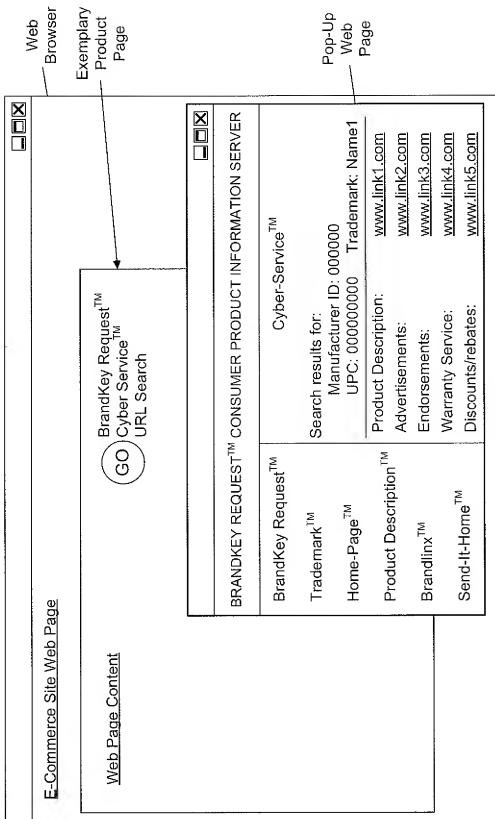 Web
Browser
Exemplary
Product
Page
Pop-Up
Web
Page
E-Commerce Site Web Page
Web Page Content
GO
BrandKey Request™
Cyber Service™
URL Search
BRANDKEY REQUEST™ CONSUMER PRODUCT INFORMATION SERVER
BrandKey Request™
Trademark™
Home-Page™
Product Description™
Brandlinx™
Send-It-Home™
Cyber-Service™
Search results for:
Manufacturer ID: 000000
UPC: 0000000000 Trademark: Name1
Product Description: www.link1.com
Advertisements: www.link2.com
Endorsements: www.link3.com
Warranty Service: www.link4.com
Discounts/rebates: www.link5.com